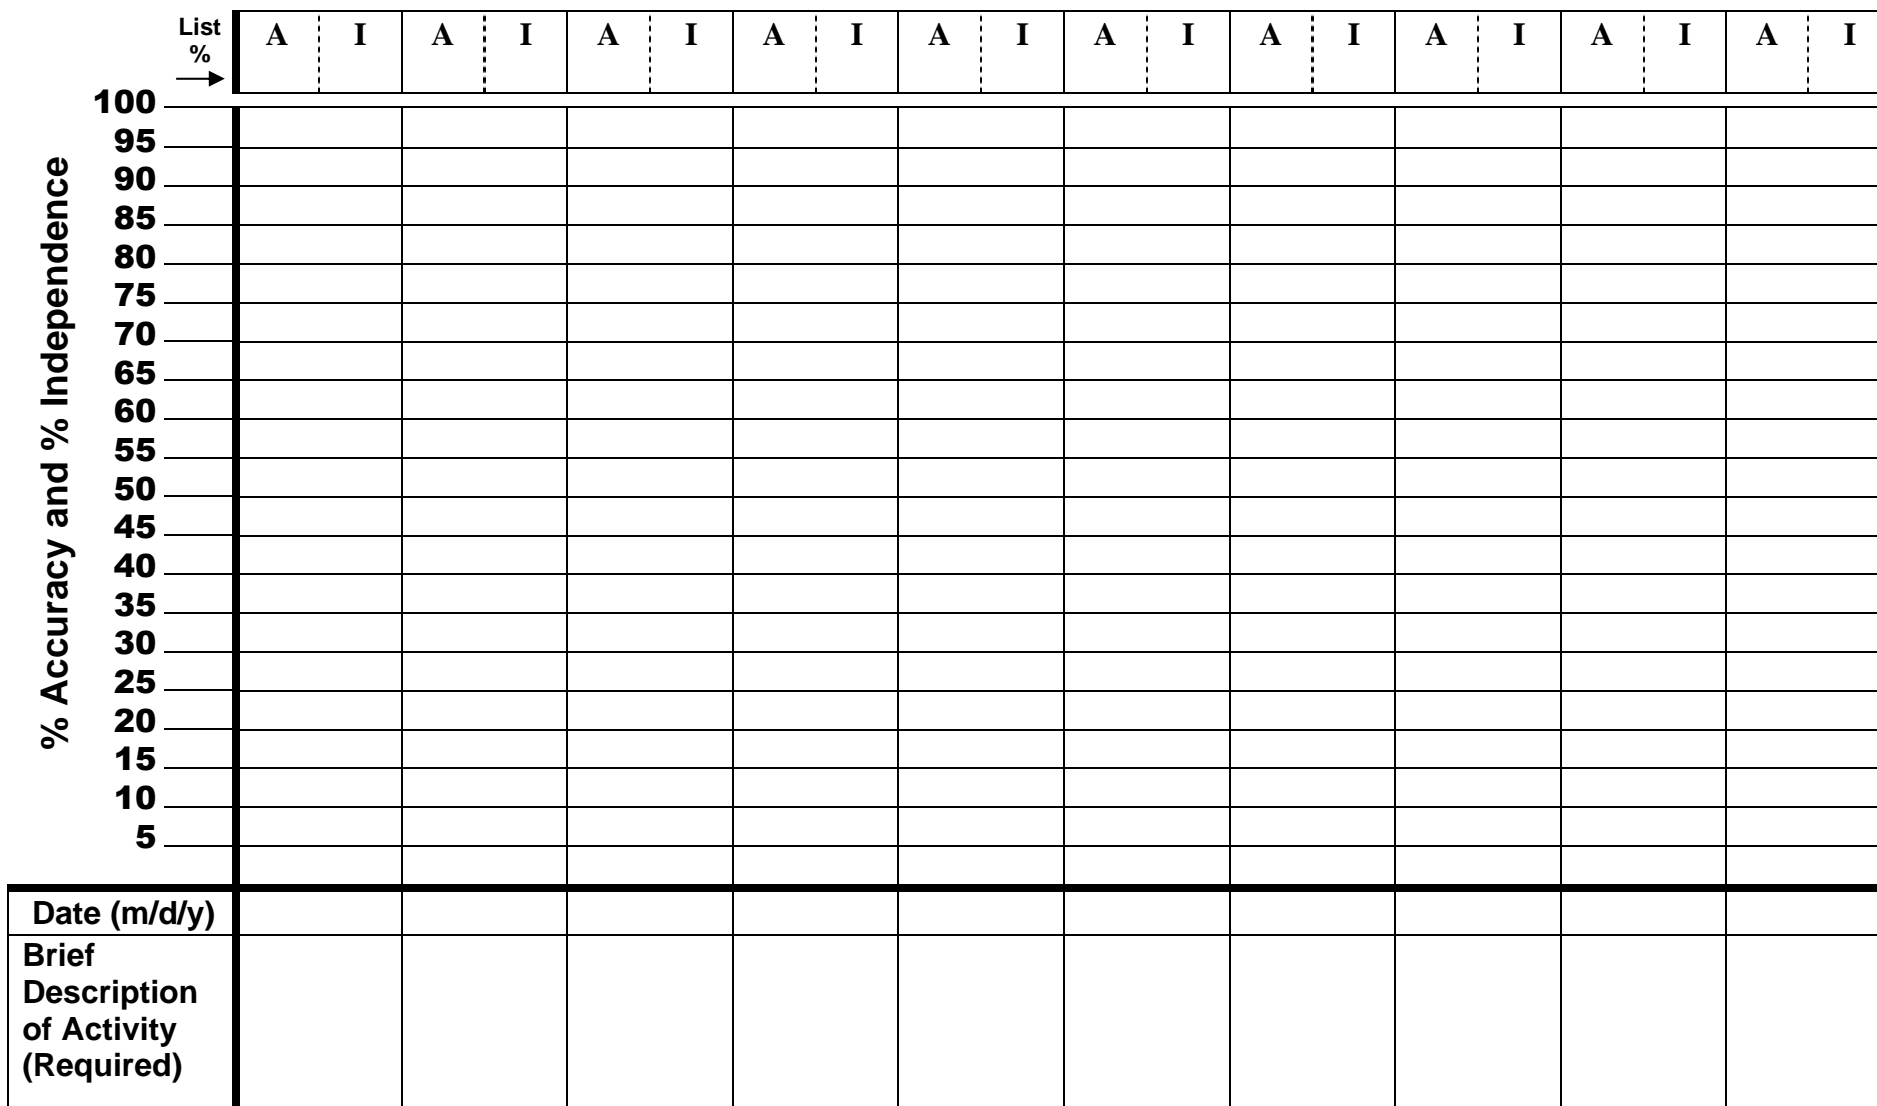 List
%
A I A I A I A I A I A I A I A I A I A I
% Accuracy and % Independence
100
95
90
85
80
75
70
65
60
55
50
45
40
35
30
25
20
15
10
5
Date (m/d/y)
Brief
Description
of Activity
(Required)